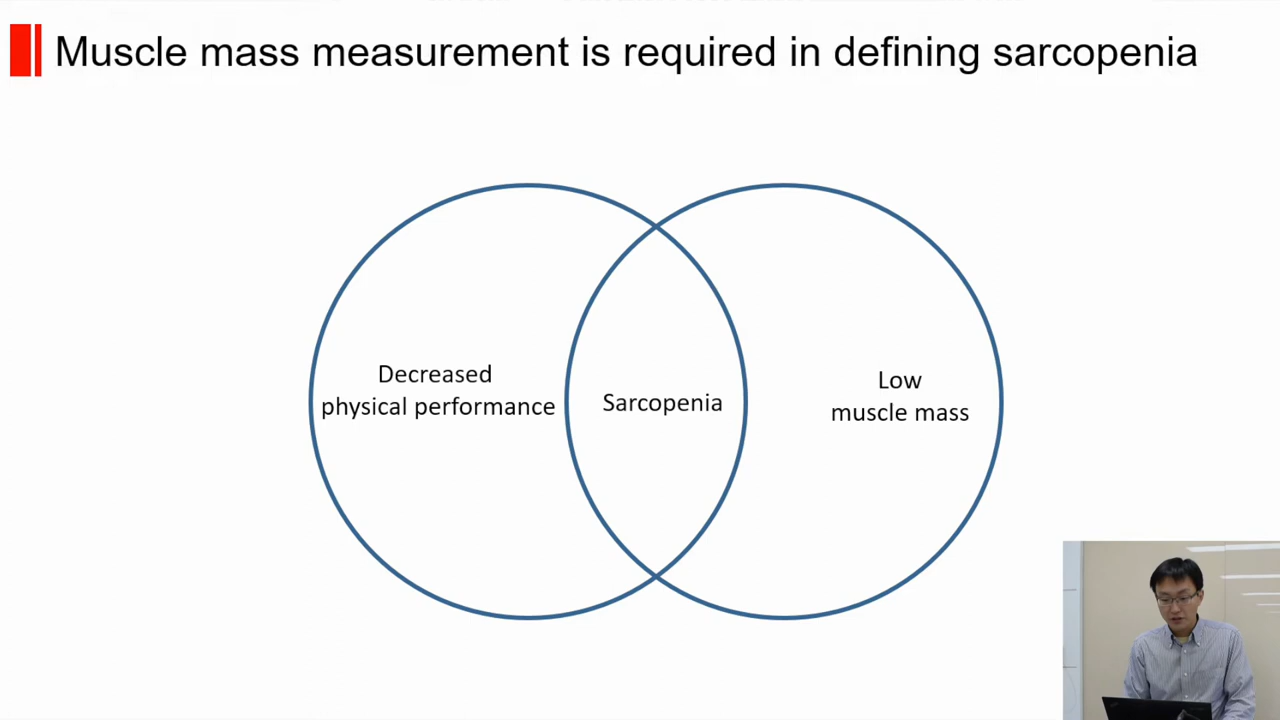 Muscle mass measurement is required in defining sarcopenia
Decreased
physical performance
Sarcopenia
Low
muscle mass